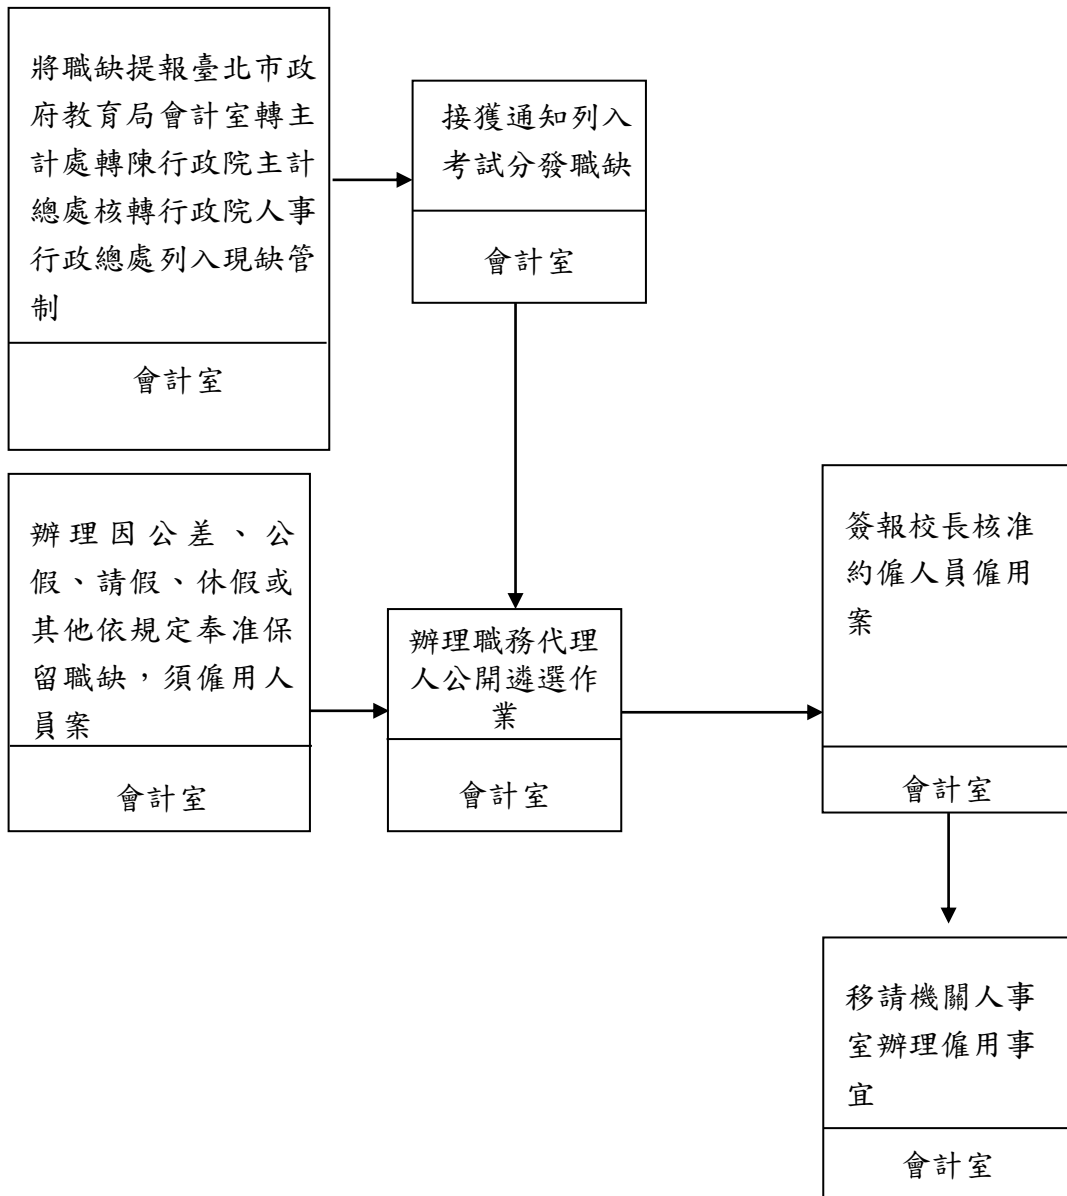 將職缺提報臺北市政
府教育局會計室轉主
計處轉陳行政院主計
總處核轉行政院人事
行政總處列入現缺管
制
會計室
接獲通知列入
考試分發職缺
會計室
辦理因公差、公
假、請假、休假或
其他依規定奉准保
留職缺，須僱用人
員案
會計室
辦理職務代理
人公開遴選作
業
會計室
簽報校長核准
約僱人員僱用
案
會計室
移請機關人事
室辦理僱用事
宜
會計室